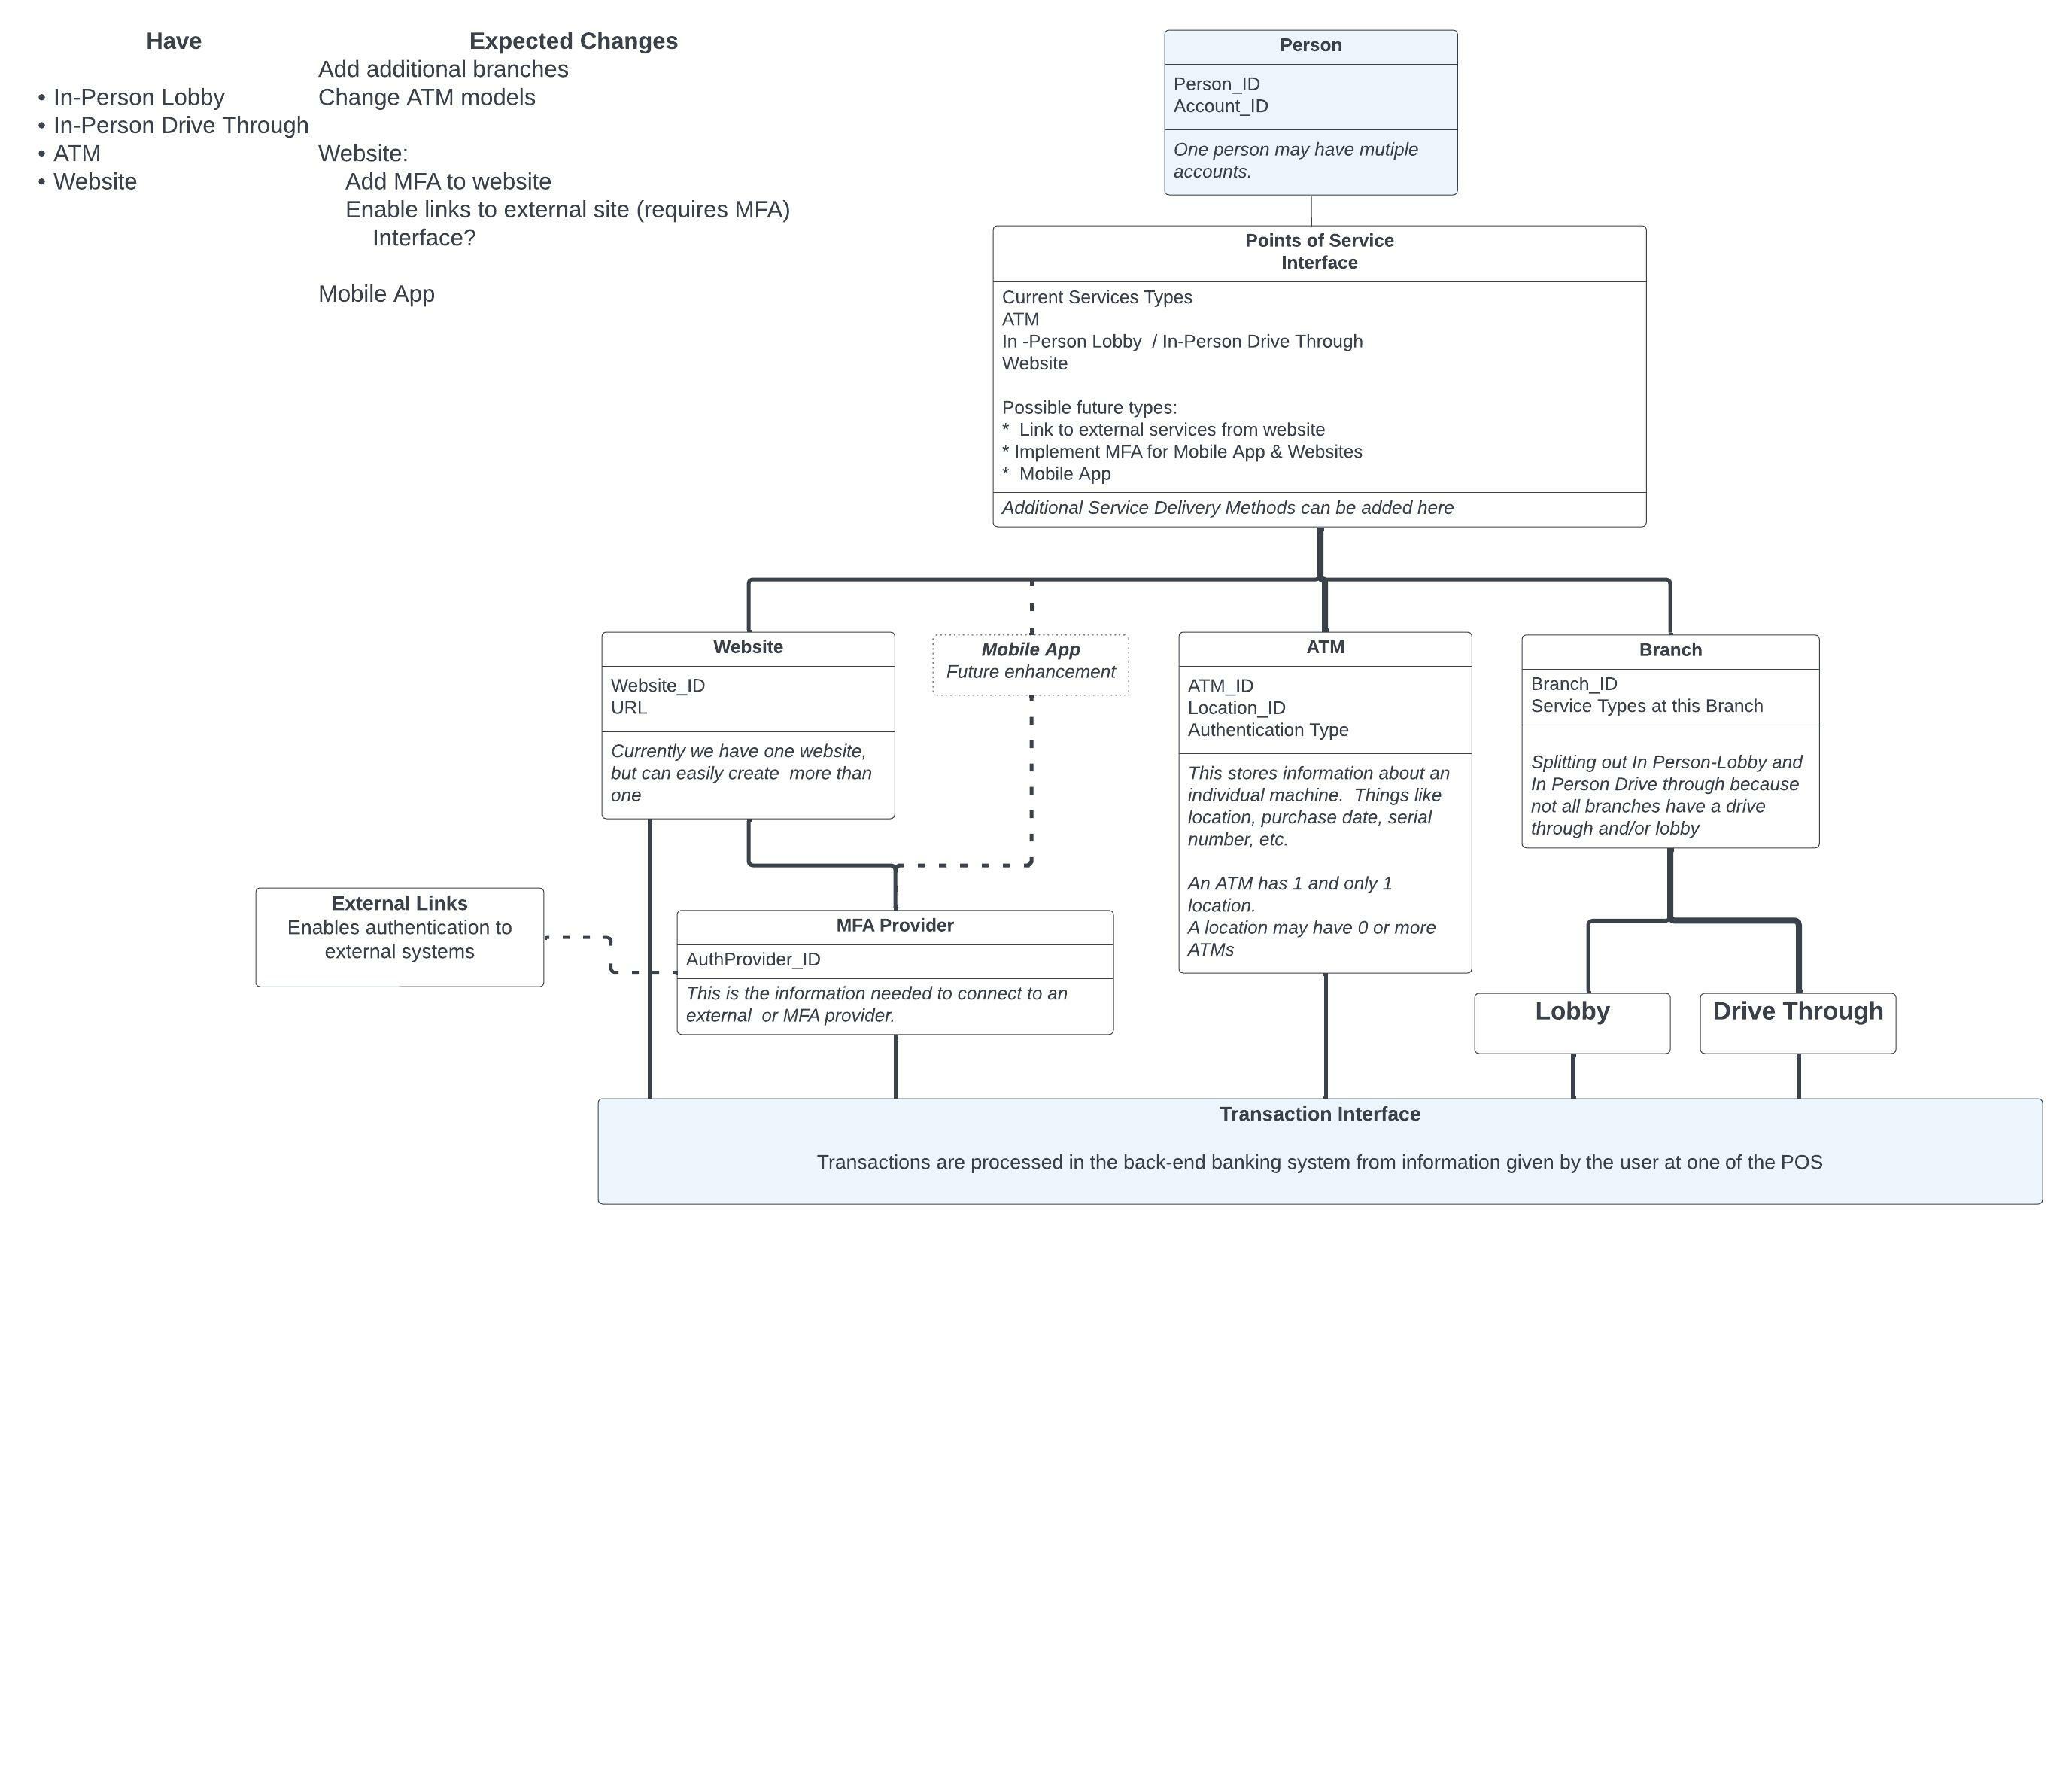 Have
• In-Person Lobby
• In-Person Drive Through
• ATM
• Website
Expected Changes
Add additional branches
Change ATM models
Website:
Add MFA to website
Enable links to external site (requires MFA)
Interface?
Mobile App
Person
Person_ID
Account_ID
One person may have mutiple
accounts.
Points of Service
Interface
Current Services Types
ATM
In -Person Lobby  / In-Person Drive Through
Website
Possible future types:
*  Link to external services from website
* Implement MFA for Mobile App & Websites
*  Mobile App
Additional Service Delivery Methods can be added here
Website
Website_ID
URL
Currently we have one website,
but can easily create  more than
one
Mobile App
Future enhancement
ATM
ATM_ID
Location_ID
Authentication Type
This stores information about an
individual machine.  Things like
location, purchase date, serial
number, etc.
An ATM has 1 and only 1
location.
A location may have 0 or more
ATMs
Branch
Branch_ID
Service Types at this Branch
Splitting out In Person-Lobby and
In Person Drive through because
not all branches have a drive
through and/or lobby
External Links
Enables authentication to
external systems
MFA Provider
AuthProvider_ID
This is the information needed to connect to an
external  or MFA provider.
Lobby
Drive Through
Transaction Interface
Transactions are processed in the back-end banking system from information given by the user at one of the POS